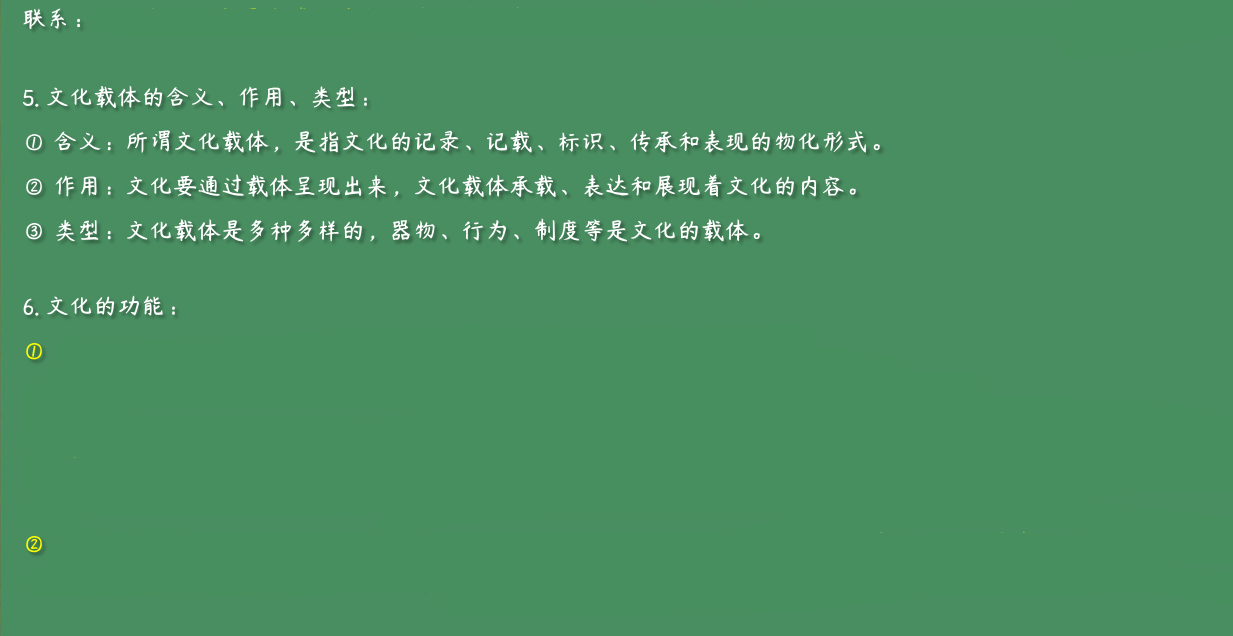 联系：
5. 文化载体的含义、作用、类型：
① 含义：所谓文化载体，是指文化的记录、记载、标识、传承和表现的物化形式。
② 作用：文化要通过载体呈现出来，文化载体承载、表达和展现着文化的内容。
③ 类型：文化载体是多种多样的，器物、行为、制度等是文化的载体。
6. 文化的功能：
①
②